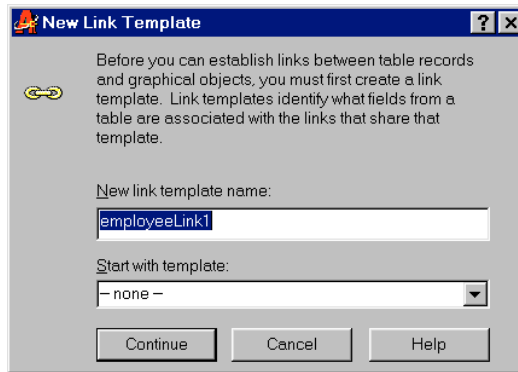 New Link Template
Before you can establish links between table records
and graphical objects, you must first create a link
template. Link templates identify what fields from a
table are associated with the links that share that
template.
New link template name:
employeeLink1
Start with template:
– none –
Continue Cancel Help